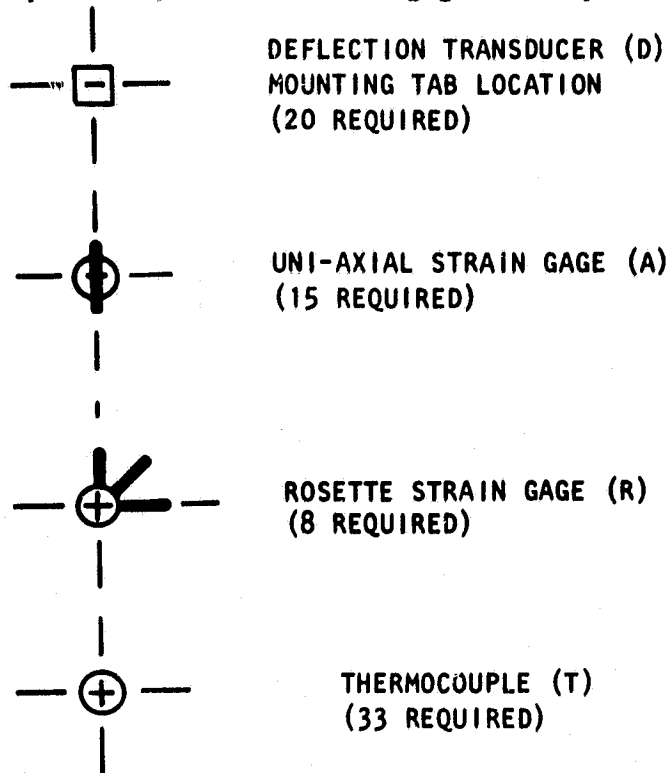 DEFLECTION TRANSDUCER (D)
MOUNTING TAB LOCATION
(20 REQUIRED)
UNI-AXIAL STRAIN GAGE (A)
(15 REQUIRED)
ROSETTE STRAIN GAGE (R)
(8 REQUIRED)
THERMOCOUPLE (T)
(33 REQUIRED)